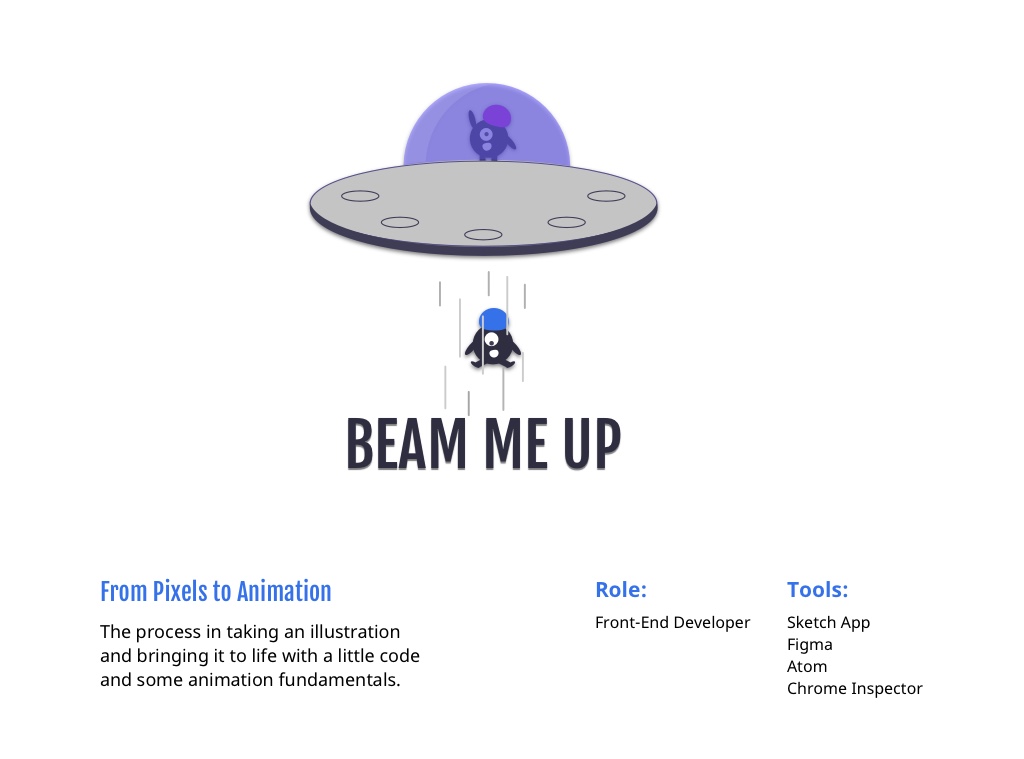 BEAM ME UP
From Pixels to Animation
The process in taking an illustration
and bringing it to life with a little code
and some animation fundamentals.
Role:
Front-End Developer
Tools:
Sketch App
Figma
Atom
Chrome Inspector